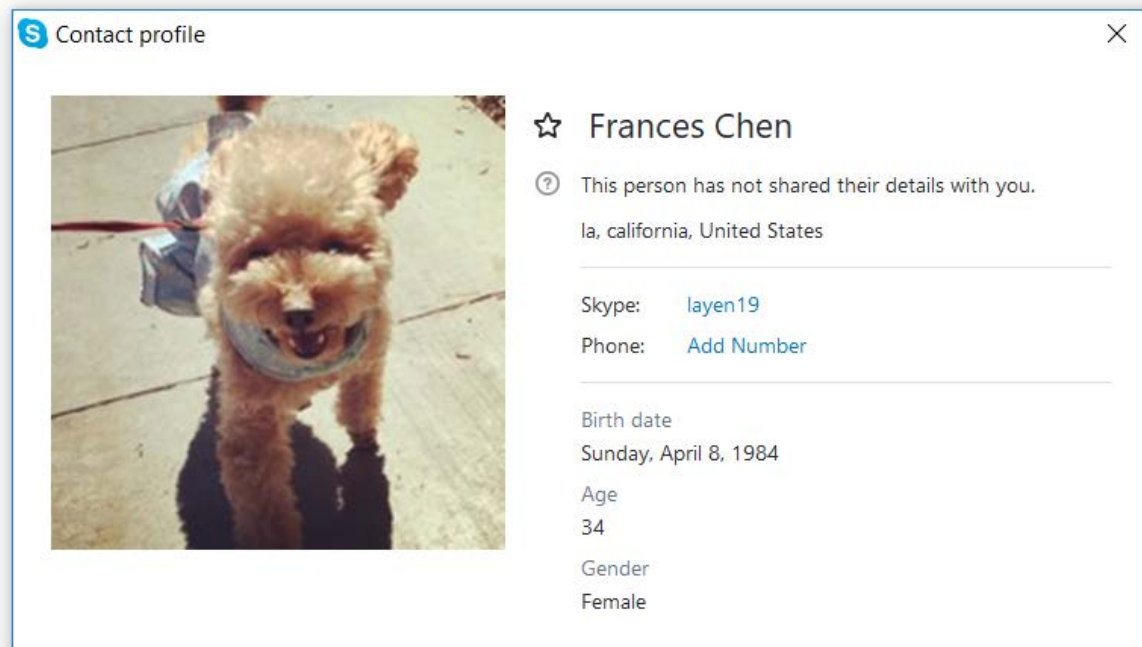 Contact profile
Frances Chen
This person has not shared their details with you.
la, california, United States
Skype: layen19
Phone: Add Number
Birth date
Sunday, April 8, 1984
Age
34
Gender
Female